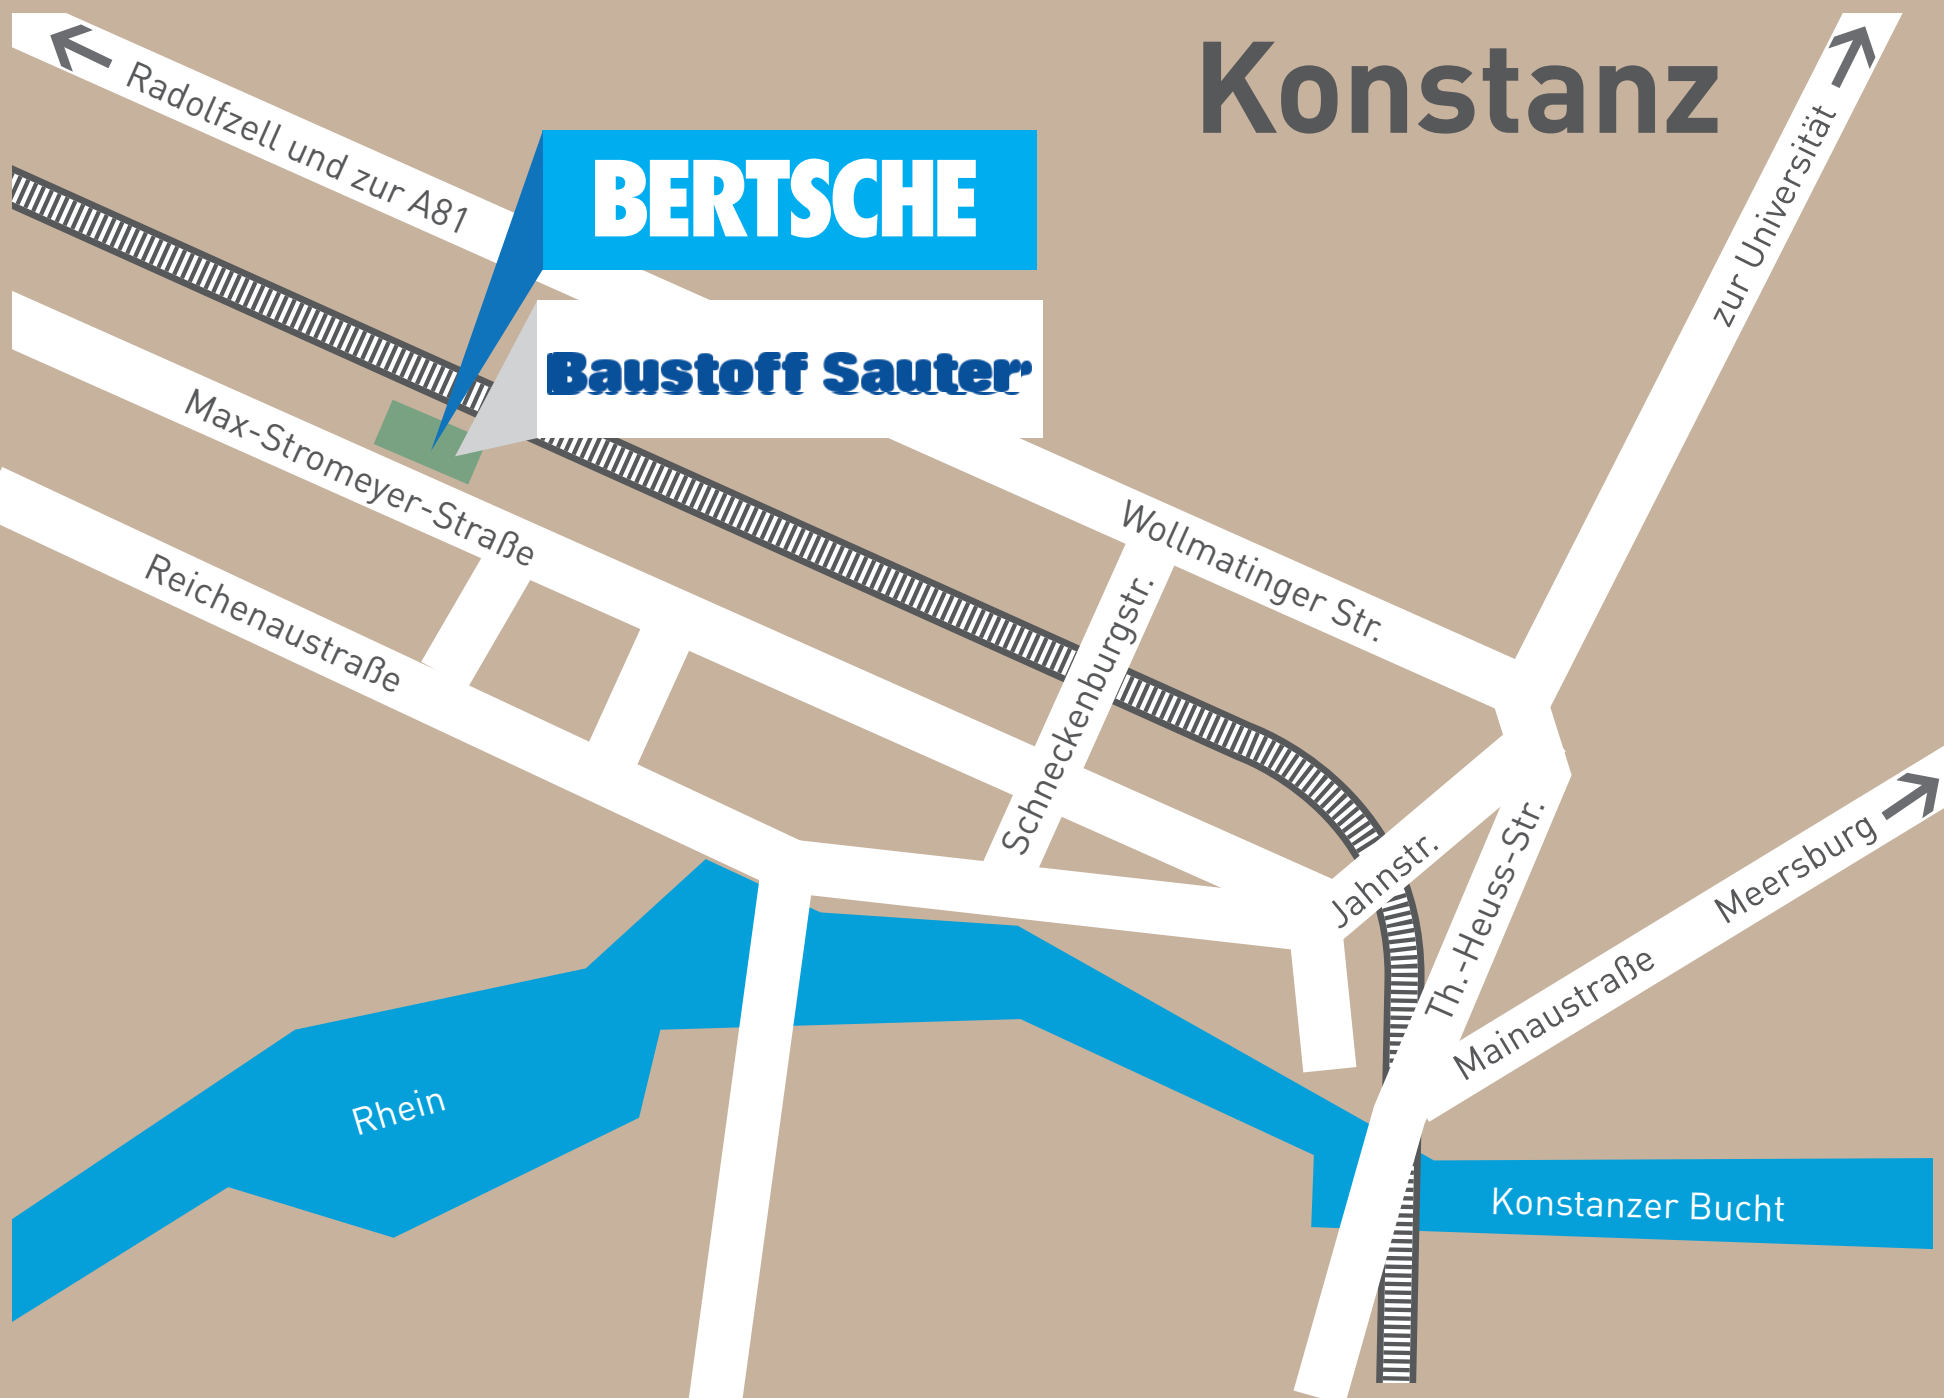 Konstanz
Radolfzell und zur A81
zur Universität
BERTSCHE
Baustoff Sauter
Max-Stromeyer-Straße
Wollmatinger Str.
Reichenaustraße
Schneckenburgstr.
Jahnstr.
Th.-Heuss-Str.
Meersburg
Mainaustraße
Rhein
Konstanzer Bucht